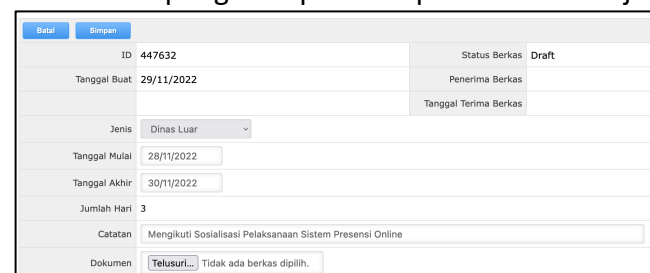 Batal Simpan
ID 447632 Status Berkas Draft
Tanggal Buat 29/11/2022 Penerima Berkas
Tanggal Terima Berkas
Jenis Dinas Luar
Tanggal Mulai 28/11/2022
Tanggal Akhir 30/11/2022
Jumlah Hari 3
Catatan Mengikuti Sosialisasi Pelaksanaan Sistem Presensi Online
Dokumen Telusuri... Tidak ada berkas dipilih.